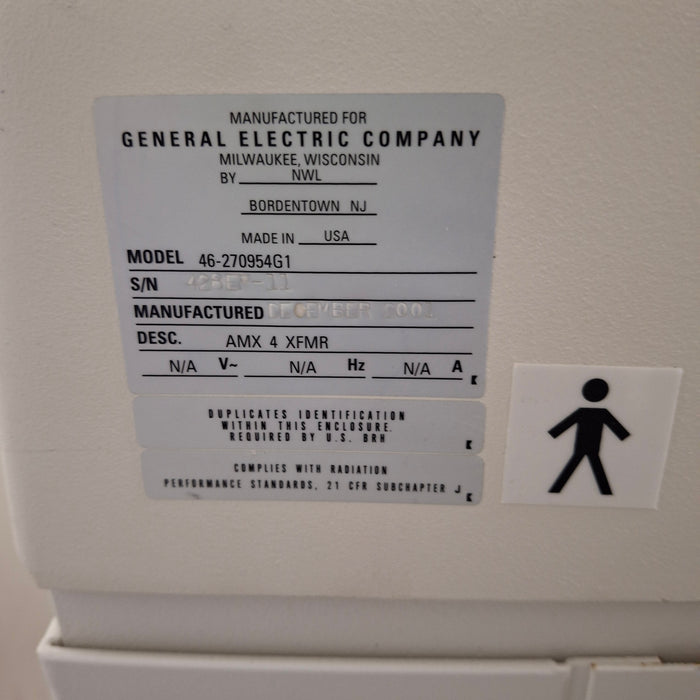 MANUFACTURED FOR
GENERAL ELECTRIC COMPANY
MILWAUKEE, WISCONSIN
BY NWL
BORDENTOWN NJ
MADE IN USA
MODEL 46-270954G1
S/N
MANUFACTURED DECEMBER 2001
DESC. AMX 4 XFMR
N/A V~ N/A Hz N/A A
DUPLICATES IDENTIFICATION
WITHIN THIS ENCLOSURE.
REQUIRED BY U.S. BRH
COMPLIES WITH RADIATION
PERFORMANCE STANDARDS, 21 CFR SUBCHAPTER J